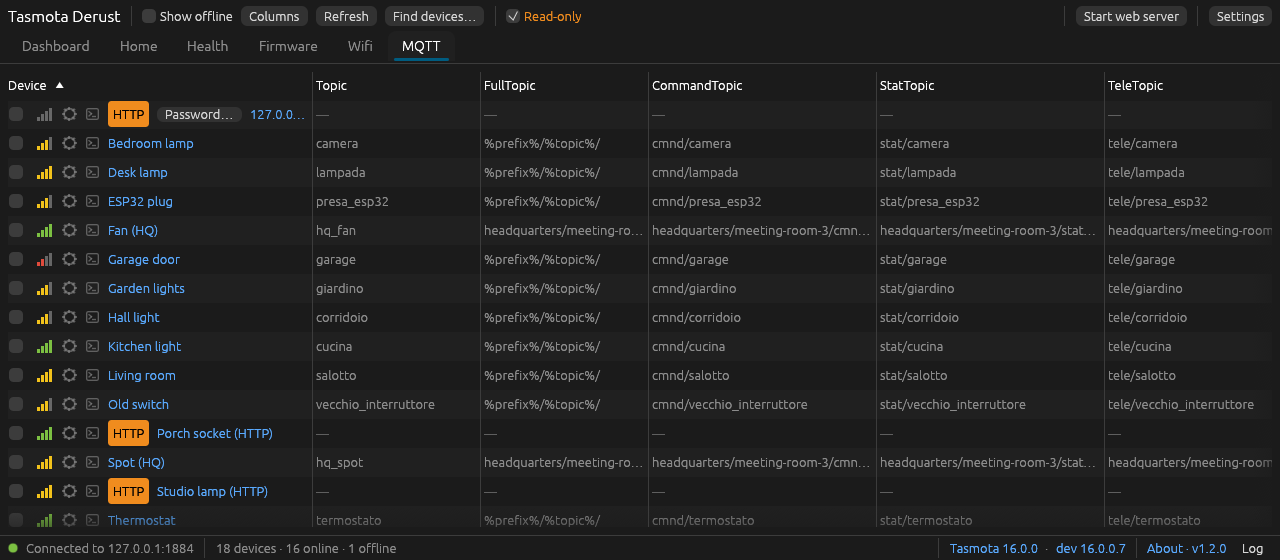 Tasmota Derust Show offline Columns Refresh Find devices... Read-only Start web server Settings
Dashboard Home Health Firmware Wifi MQTT
Device ▲ Topic FullTopic CommandTopic StatTopic TeleTopic
HTTP Password... 127.0.0... — — — — —
Bedroom lamp camera %prefix%/%topic%/ cmnd/camera stat/camera tele/camera
Desk lamp lampada %prefix%/%topic%/ cmnd/lampada stat/lampada tele/lampada
ESP32 plug presa_esp32 %prefix%/%topic%/ cmnd/presa_esp32 stat/presa_esp32 tele/presa_esp32
Fan (HQ) hq_fan headquarters/meeting-ro... headquarters/meeting-room-3/cmn... headquarters/meeting-room-3/stat... headquarters/meeting-room
Garage door garage %prefix%/%topic%/ cmnd/garage stat/garage tele/garage
Garden lights giardino %prefix%/%topic%/ cmnd/giardino stat/giardino tele/giardino
Hall light corridoio %prefix%/%topic%/ cmnd/corridoio stat/corridoio tele/corridoio
Kitchen light cucina %prefix%/%topic%/ cmnd/cucina stat/cucina tele/cucina
Living room salotto %prefix%/%topic%/ cmnd/salotto stat/salotto tele/salotto
Old switch vecchio_interruttore %prefix%/%topic%/ cmnd/vecchio_interruttore stat/vecchio_interruttore tele/vecchio_interruttore
HTTP Porch socket (HTTP) — — — — —
Spot (HQ) hq_spot headquarters/meeting-ro... headquarters/meeting-room-3/cmn... headquarters/meeting-room-3/stat... headquarters/meeting-room
HTTP Studio lamp (HTTP) — — — — —
Thermostat termostato %prefix%/%topic%/ cmnd/termostato stat/termostato tele/termostato
Connected to 127.0.0.1:1884 18 devices · 16 online · 1 offline Tasmota 16.0.0 · dev 16.0.0.7 About · v1.2.0 Log